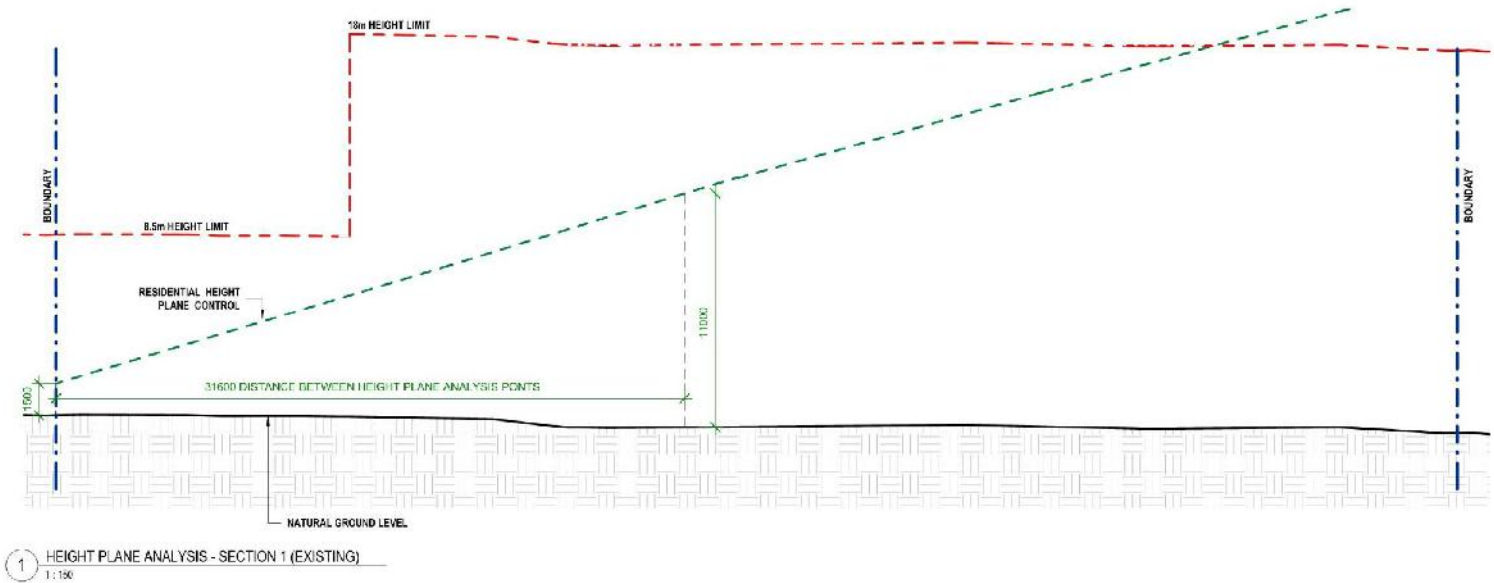 18m HEIGHT LIMIT
BOUNDARY
8.5m HEIGHT LIMIT
BOUNDARY
RESIDENTIAL HEIGHT
PLANE CONTROL
11000
1500
31600 DISTANCE BETWEEN HEIGHT PLANE ANALYSIS PONTS
NATURAL GROUND LEVEL
1
HEIGHT PLANE ANALYSIS - SECTION 1 (EXISTING)
1 : 150